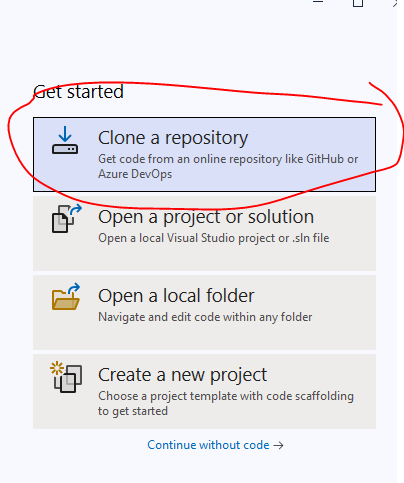 Get started
Clone a repository
Get code from an online repository like GitHub or
Azure DevOps
Open a project or solution
Open a local Visual Studio project or .sln file
Open a local folder
Navigate and edit code within any folder
Create a new project
Choose a project template with code scaffolding
to get started
Continue without code →